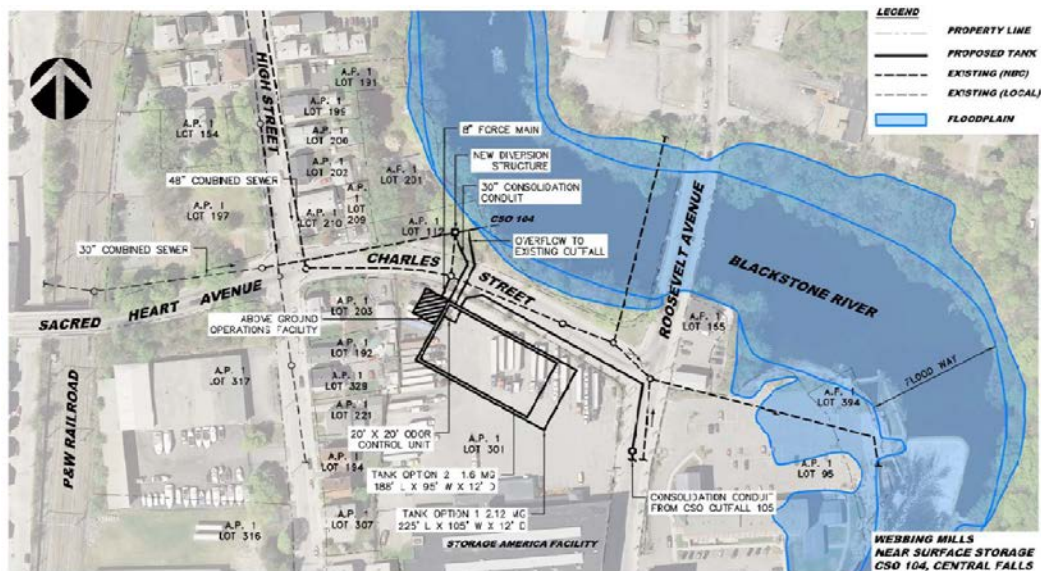 LEGEND
PROPERTY LINE
PROPOSED TANK
EXISTING (NBC)
EXISTING (LOCAL)
FLOODPLAIN
HIGH STREET
A.P. 1
LOT 191
A.P. 1
LOT 199
A.P. 1
LOT 184
A.P. 1
LOT 200
8" FORCE MAIN
NEW DIVERSION
STRUCTURE
A.P. 1
LOT 202
A.P. 1
LOT 201
48" COMBINED SEWER
30" CONSOLIDATION
CONDUIT
A.P.
1
LOT
209
A.P. 1
LOT 197
A.P. 1
LOT 210
A.P. 1
LOT 112
CSO 104
OVERFLOW TO
EXISTING OUTFALL
30" COMBINED SEWER
CHARLES
STREET
ROOSEVELT AVENUE
BLACKSTONE
RIVER
SACRED HEART AVENUE
A.P. 1
LOT 203
ABOVE GROUND
OPERATIONS FACILITY
A.P. 1
LOT 165
A.P. 1
LOT 192
FLOOD WAY
A.P. 1
LOT 317
A.P. 1
LOT 328
A.P. 1
LOT 394
P&W RAILROAD
A.P. 1
LOT 221
20' X 20' ODOR
CONTROL UNIT
A.P. 1
LOT 301
A.P. 1
LOT 194
A.P. 1
LOT 95
TANK OPTION 2 1.6 MG
188' L X 95' W X 12' D
CONSOLIDATION CONDUIT
FROM CSO OUTFALL 105
TANK OPTION 1 2.12 MG
225' L X 105' W X 12' D
A.P. 1
LOT 307
A.P. 1
LOT 316
STORAGE AMERICA FACILITY
WEBBING MILLS
NEAR SURFACE STORAGE
CSO 104, CENTRAL FALLS